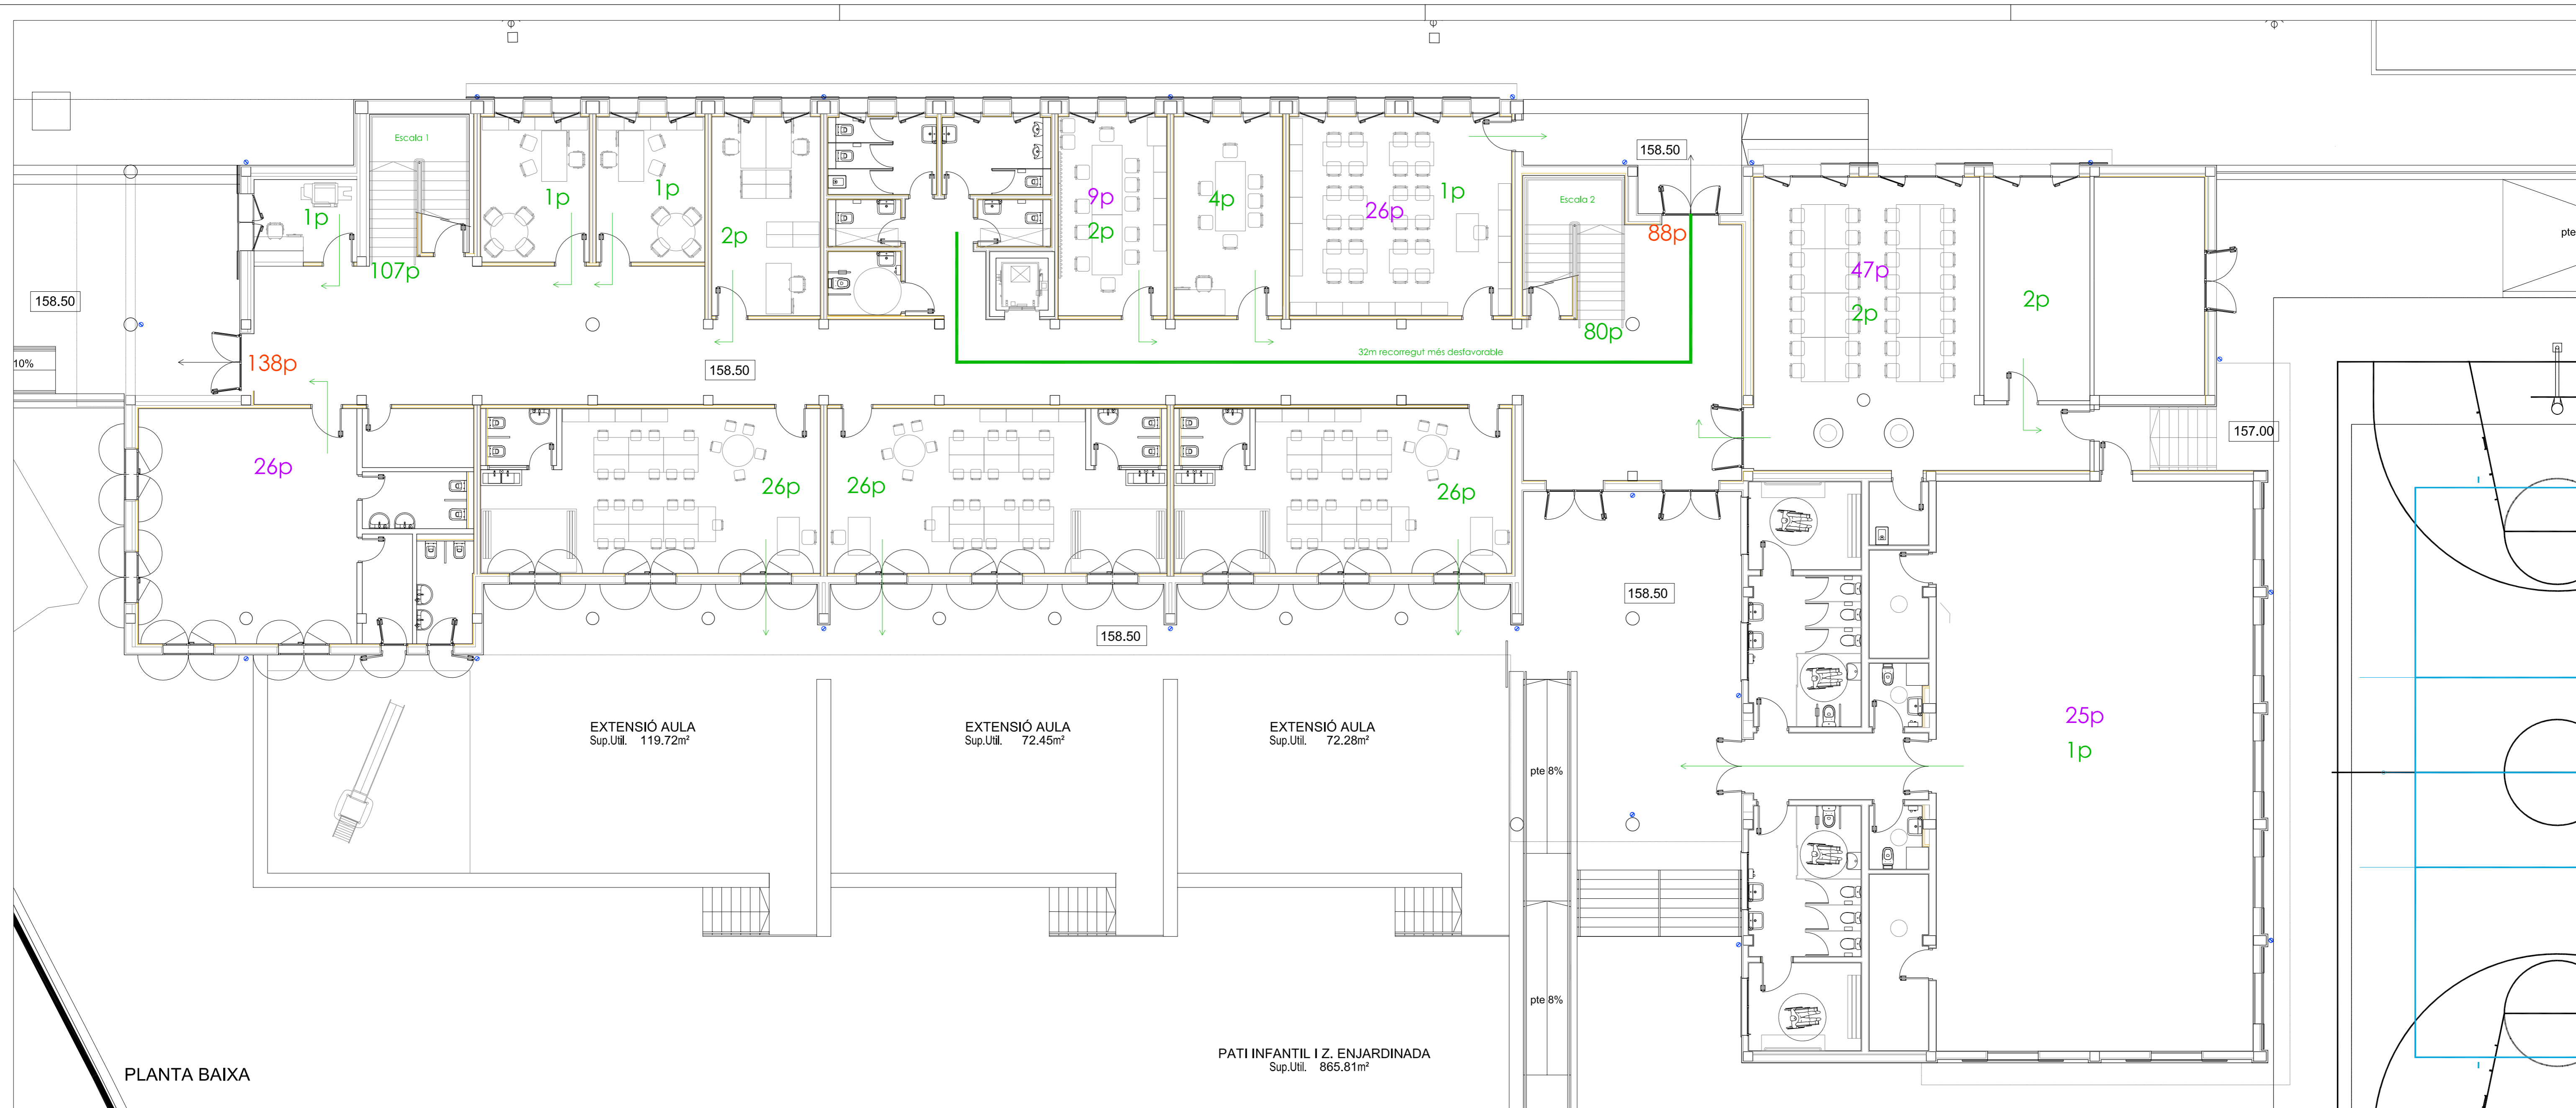 Escala 1
158.50
1p
1p
1p
2p
9p
2p
4p
26p
1p
Escala 2
88p
47p
2p
2p
pte
107p
158.50
80p
32m recorregut més desfavorable
138p
10%
158.50
157.00
26p
26p
26p
26p
158.50
158.50
EXTENSIÓ AULA
Sup.Util. 119.72m²
EXTENSIÓ AULA
Sup.Util. 72.45m²
EXTENSIÓ AULA
Sup.Util. 72.28m²
25p
1p
pte 8%
pte 8%
PATI INFANTIL I Z. ENJARDINADA
Sup.Util. 865.81m²
PLANTA BAIXA